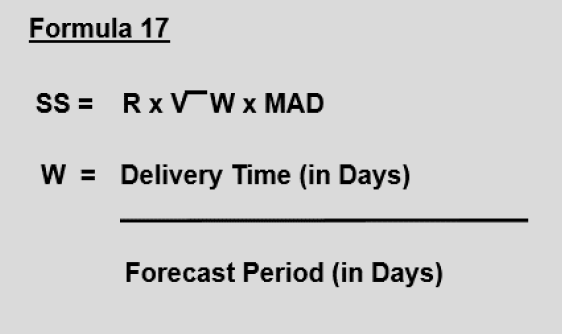 Formula 17
SS = R x V‾ W x MAD
W = Delivery Time (in Days)
Forecast Period (in Days)